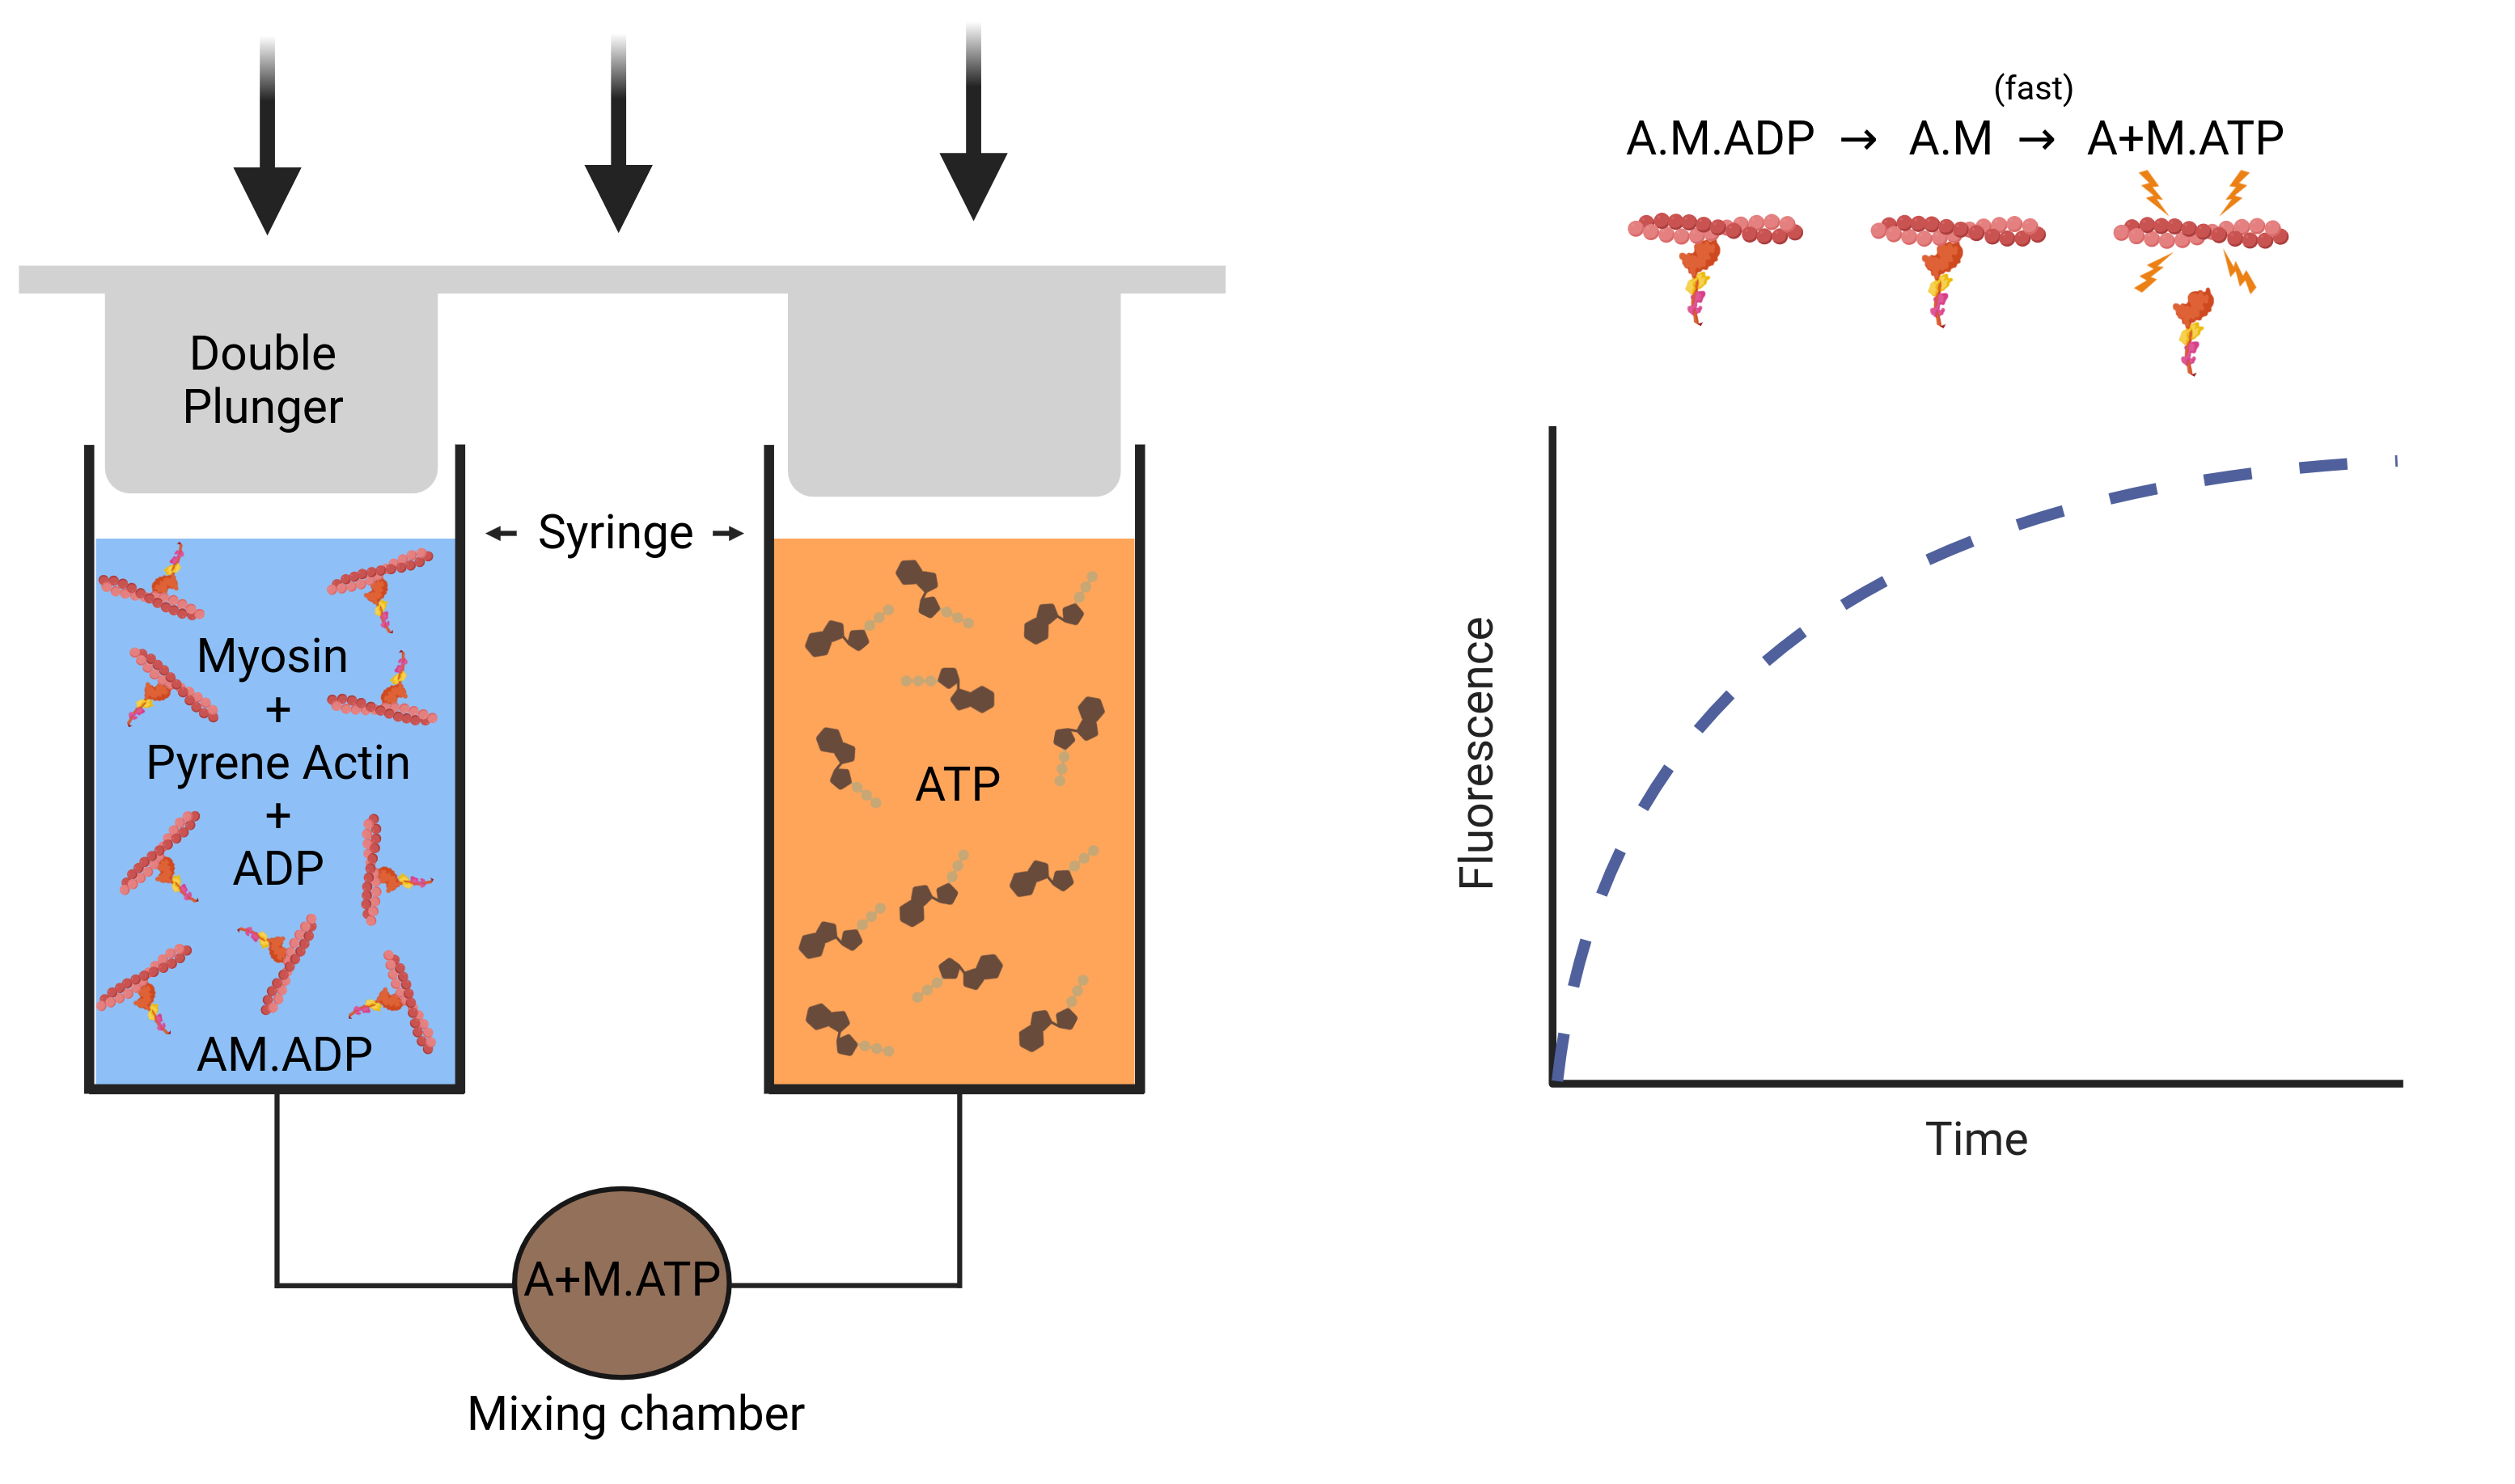 Double
Plunger
← Syringe →
Myosin
+
Pyrene Actin
+
ADP
AM.ADP
ATP
A+M.ATP
Mixing chamber
(fast)
A.M.ADP → A.M → A+M.ATP
Fluorescence
Time